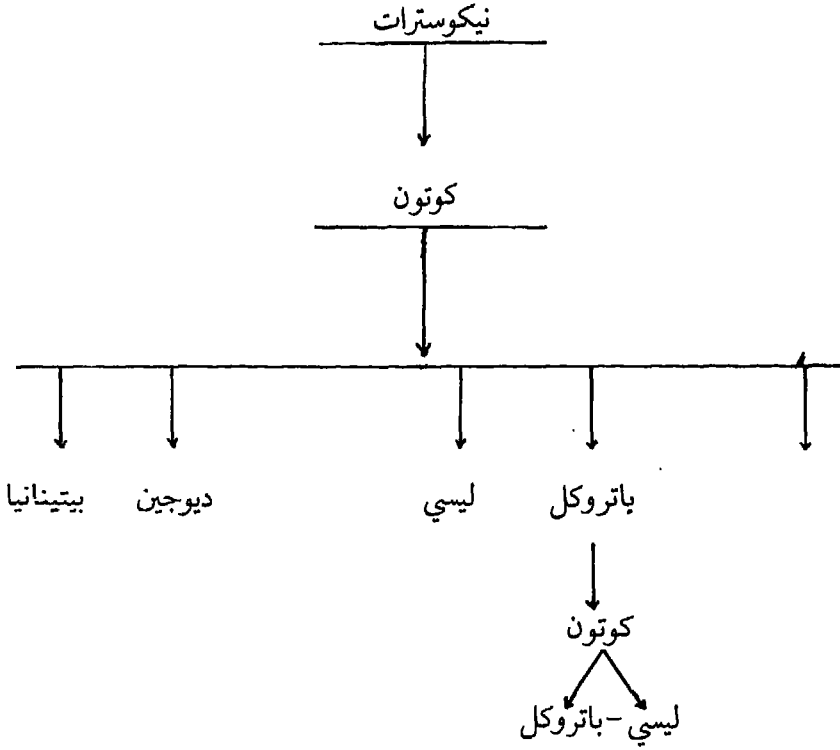 نيكوسترات
كوتون
باتروكل ليسي ديوجين بيتينانيا
كوتون
ليسي – باتروكل